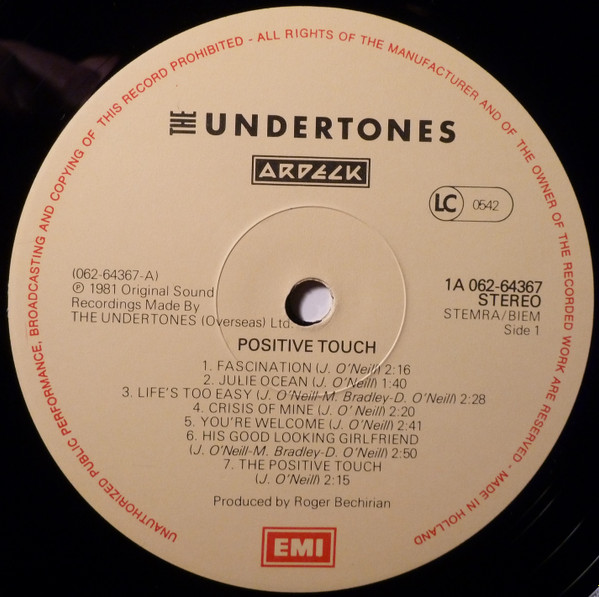 UNAUTHORIZED PUBLIC PERFORMANCE, BROADCASTING AND COPYING OF THIS RECORD PROHIBITED - ALL RIGHTS OF THE MANUFACTURER AND OF THE OWNER OF THE RECORDED WORK ARE RESERVED - MADE IN HOLLAND
THE UNDERTONES
ARDECK
LC 0542
(062-64367-A)
℗ 1981 Original Sound
Recordings Made By
THE UNDERTONES (Overseas) Ltd.
1A 062-64367
STEREO
STEMRA/BIEM
Side 1
POSITIVE TOUCH
1. FASCINATION (J. O'Neill) 2:16
2. JULIE OCEAN (J. O'Neill) 1:40
3. LIFE'S TOO EASY (J. O'Neill-M. Bradley-D. O'Neill) 2:28
4. CRISIS OF MINE (J. O'Neill) 2:20
5. YOU'RE WELCOME (J. O'Neill) 2:41
6. HIS GOOD LOOKING GIRLFRIEND
(J. O'Neill-M. Bradley-D. O'Neill) 2:50
7. THE POSITIVE TOUCH
(J. O'Neill) 2:15
Produced by Roger Bechirian
EMI